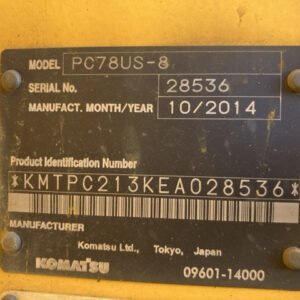 MODEL PC78US-8
SERIAL NO. 28536
MANUFACT. MONTH/YEAR 10/2014
Product Identification Number
*KMTPC213KEA028536*
MANUFACTURER
Komatsu Ltd., Tokyo, Japan
KOMATSU 09601-14000